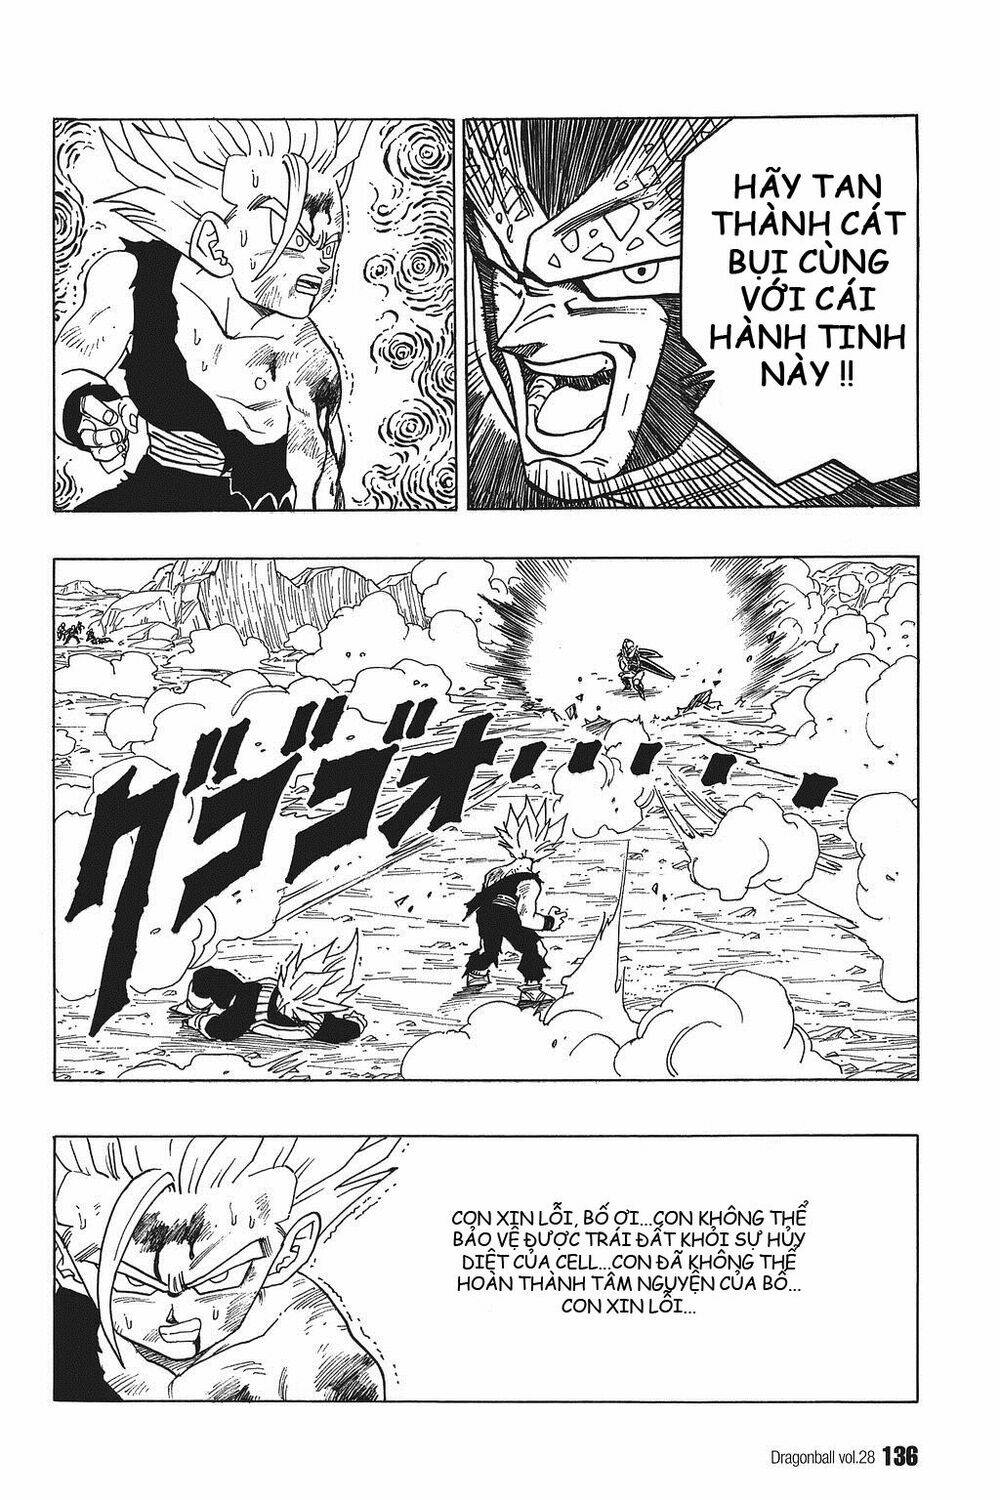 HÃY TAN
THÀNH CÁT
BỤI CÙNG
VỚI CÁI
HÀNH TINH
NÀY !!
グゴゴゴオ・・・・・
CON XIN LỖI, BỐ ƠI...CON KHÔNG THỂ
BẢO VỆ ĐƯỢC TRÁI ĐẤT KHỎI SỰ HỦY
DIỆT CỦA CELL...CON ĐÃ KHÔNG THỂ
HOÀN THÀNH TÂM NGUYỆN CỦA BỐ...
CON XIN LỖI...
Dragonball vol.28 136